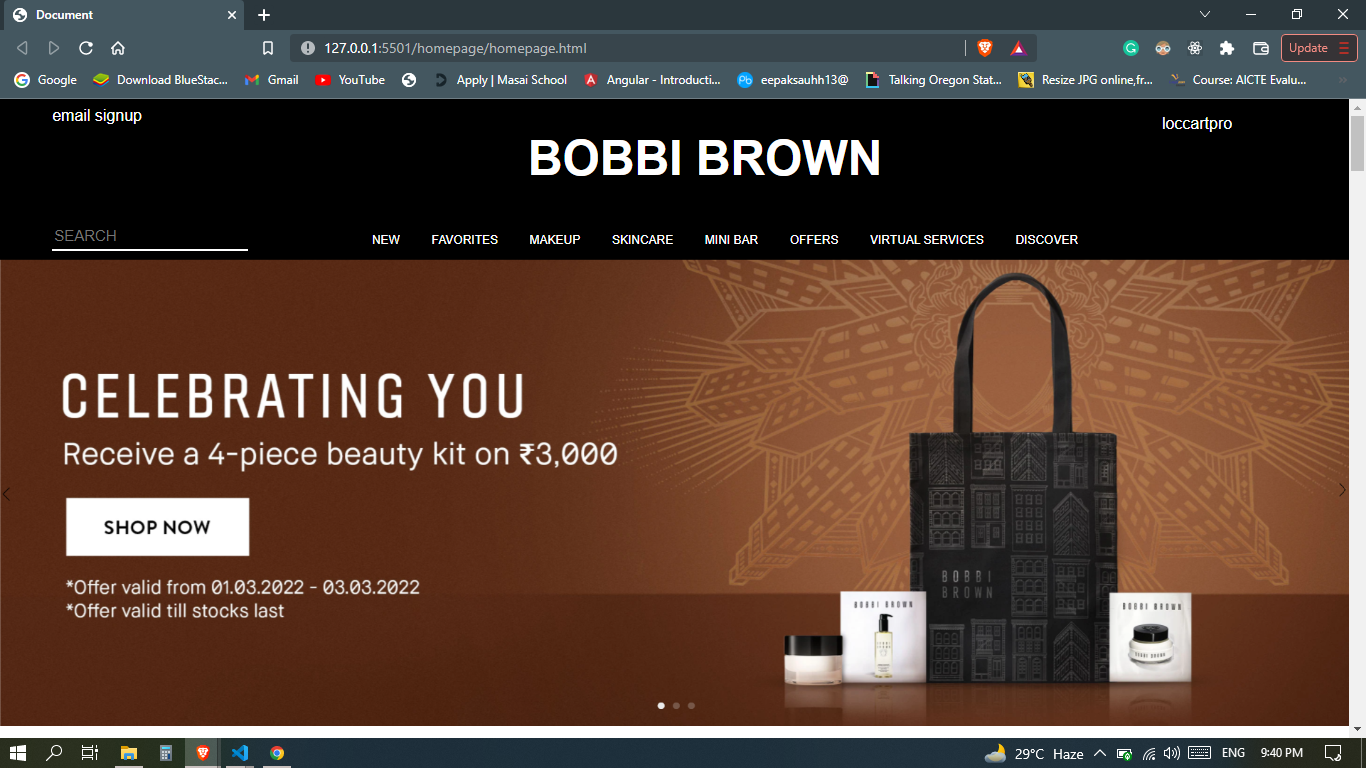 Document
127.0.0.1:5501/homepage/homepage.html
Update
Google
Download BlueStac...
Gmail
YouTube
Apply | Masai School
Angular - Introducti...
eepaksauhh13@
Talking Oregon Stat...
Resize JPG online,fr...
Course: AICTE Evalu...
email signup
loccartpro
BOBBI BROWN
SEARCH
NEW
FAVORITES
MAKEUP
SKINCARE
MINI BAR
OFFERS
VIRTUAL SERVICES
DISCOVER
CELEBRATING YOU
Receive a 4-piece beauty kit on ₹3,000
SHOP NOW
*Offer valid from 01.03.2022 - 03.03.2022
*Offer valid till stocks last
BOBBI
BROWN
BOBBI BROWN
BOBBI BROWN
BOBBI BROWN
29°C Haze
ENG
9:40 PM